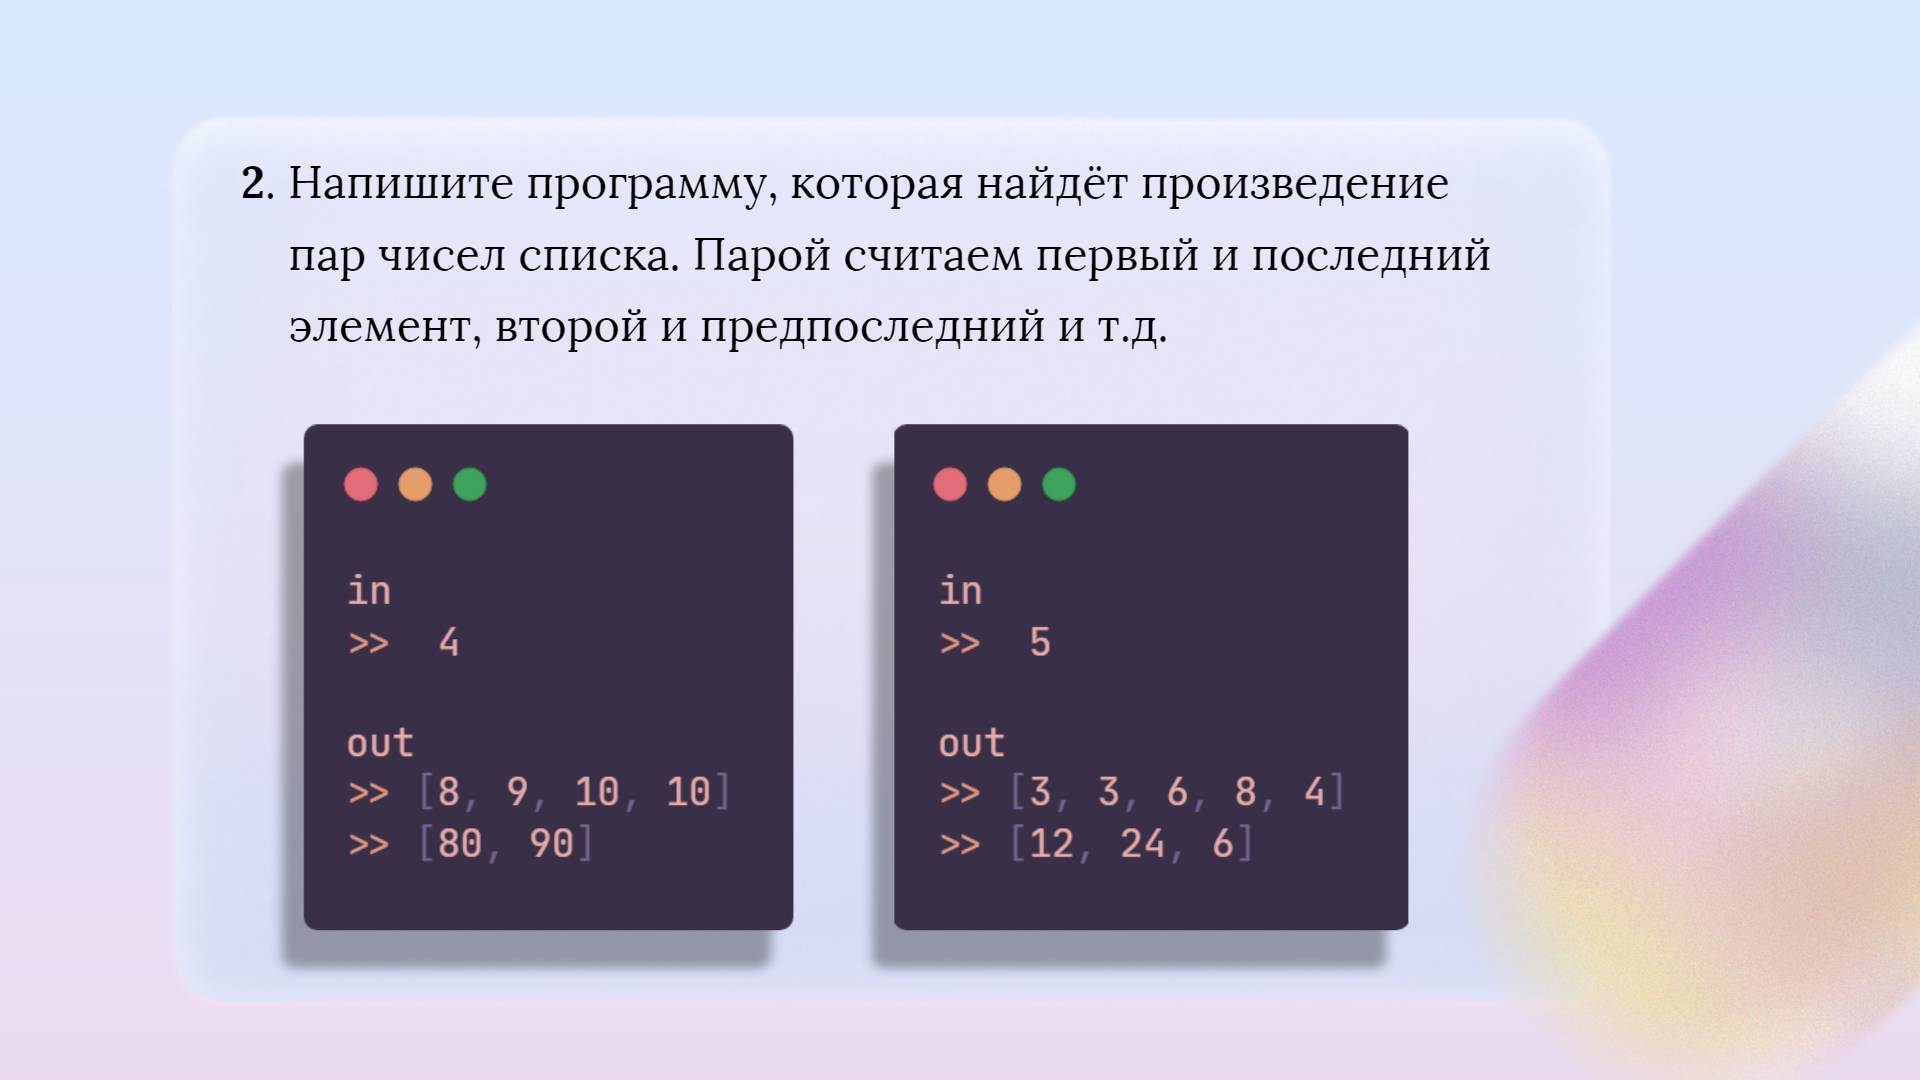 2. Напишите программу, которая найдёт произведение
пар чисел списка. Парой считаем первый и последний
элемент, второй и предпоследний и т.д.
in
>> 4
out
>> [8, 9, 10, 10]
>> [80, 90]
in
>> 5
out
>> [3, 3, 6, 8, 4]
>> [12, 24, 6]